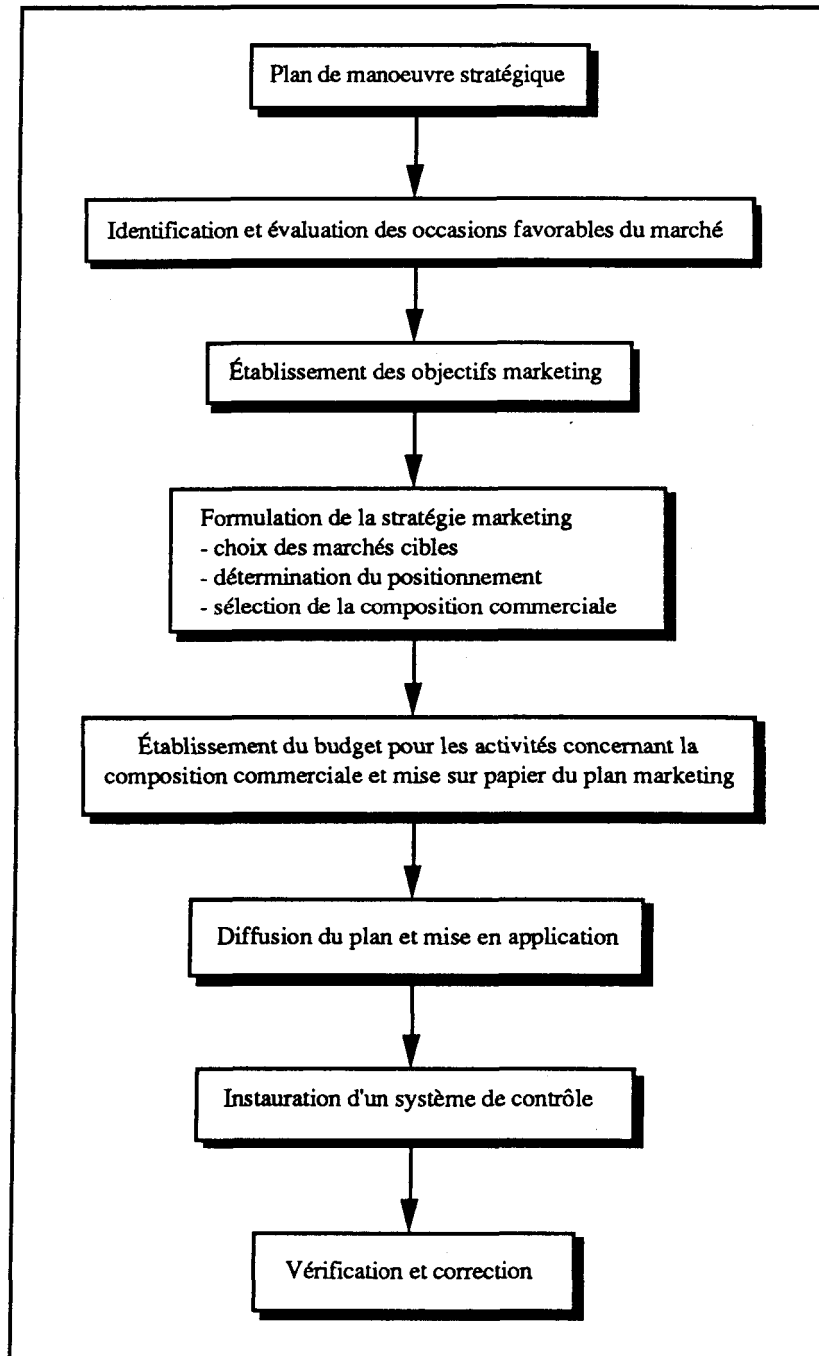 Plan de manoeuvre stratégique
Identification et évaluation des occasions favorables du marché
Établissement des objectifs marketing
Formulation de la stratégie marketing
- choix des marchés cibles
- détermination du positionnement
- sélection de la composition commerciale
Établissement du budget pour les activités concernant la
composition commerciale et mise sur papier du plan marketing
Diffusion du plan et mise en application
Instauration d'un système de contrôle
Vérification et correction